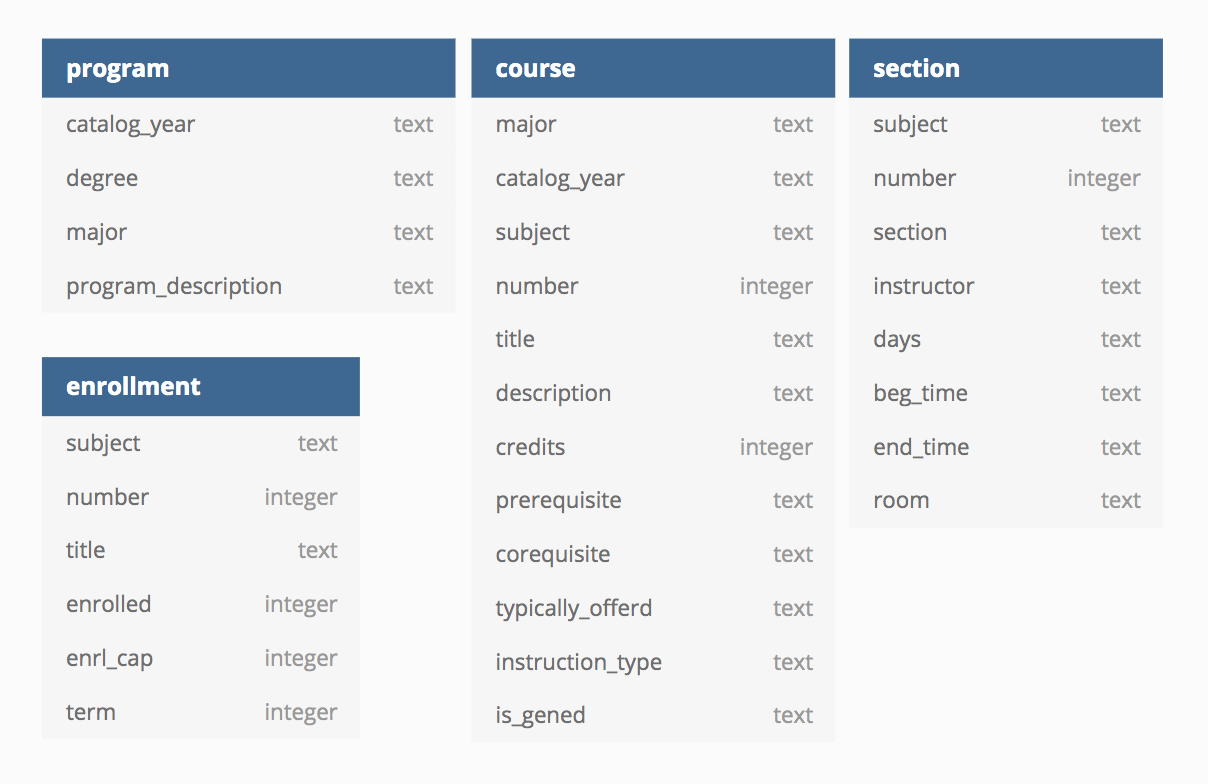 program
catalog_year text
degree text
major text
program_description text
enrollment
subject text
number integer
title text
enrolled integer
enrl_cap integer
term integer
course
major text
catalog_year text
subject text
number integer
title text
description text
credits integer
prerequisite text
corequisite text
typically_offerd text
instruction_type text
is_gened text
section
subject text
number integer
section text
instructor text
days text
beg_time text
end_time text
room text